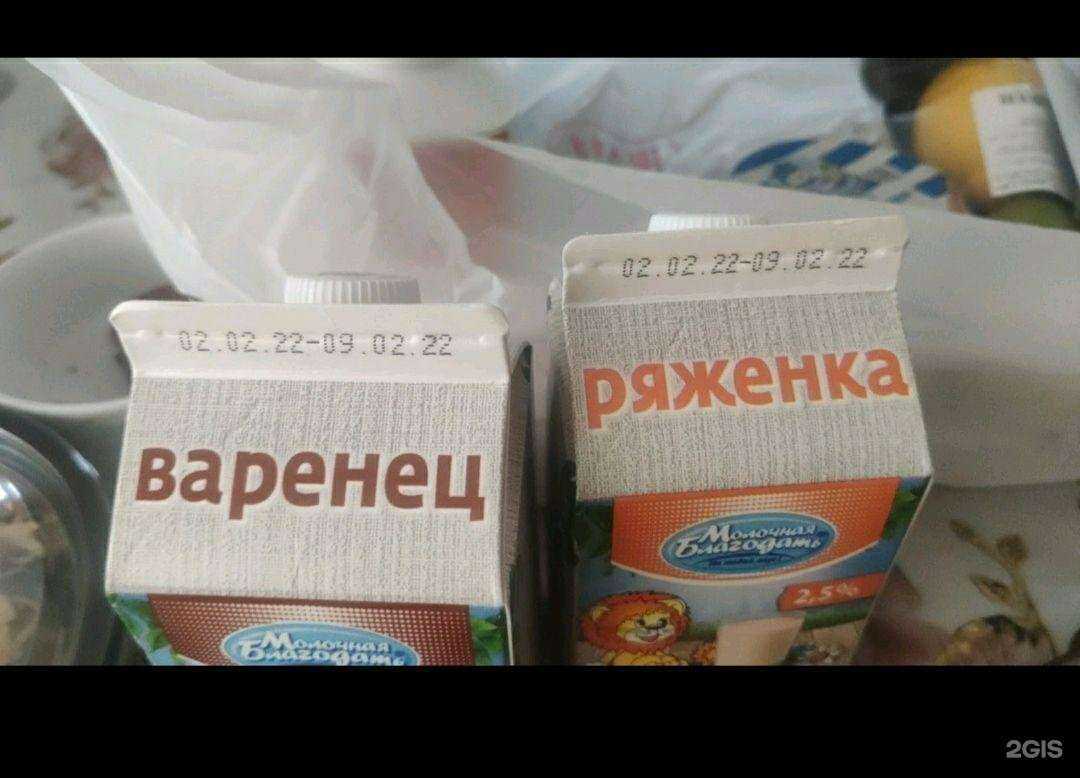 02.02.22-09.02.22
варенец
Молочная
Благодать
02.02.22-09.02.22
ряженка
Молочная
Благодать
2,5%
2GIS